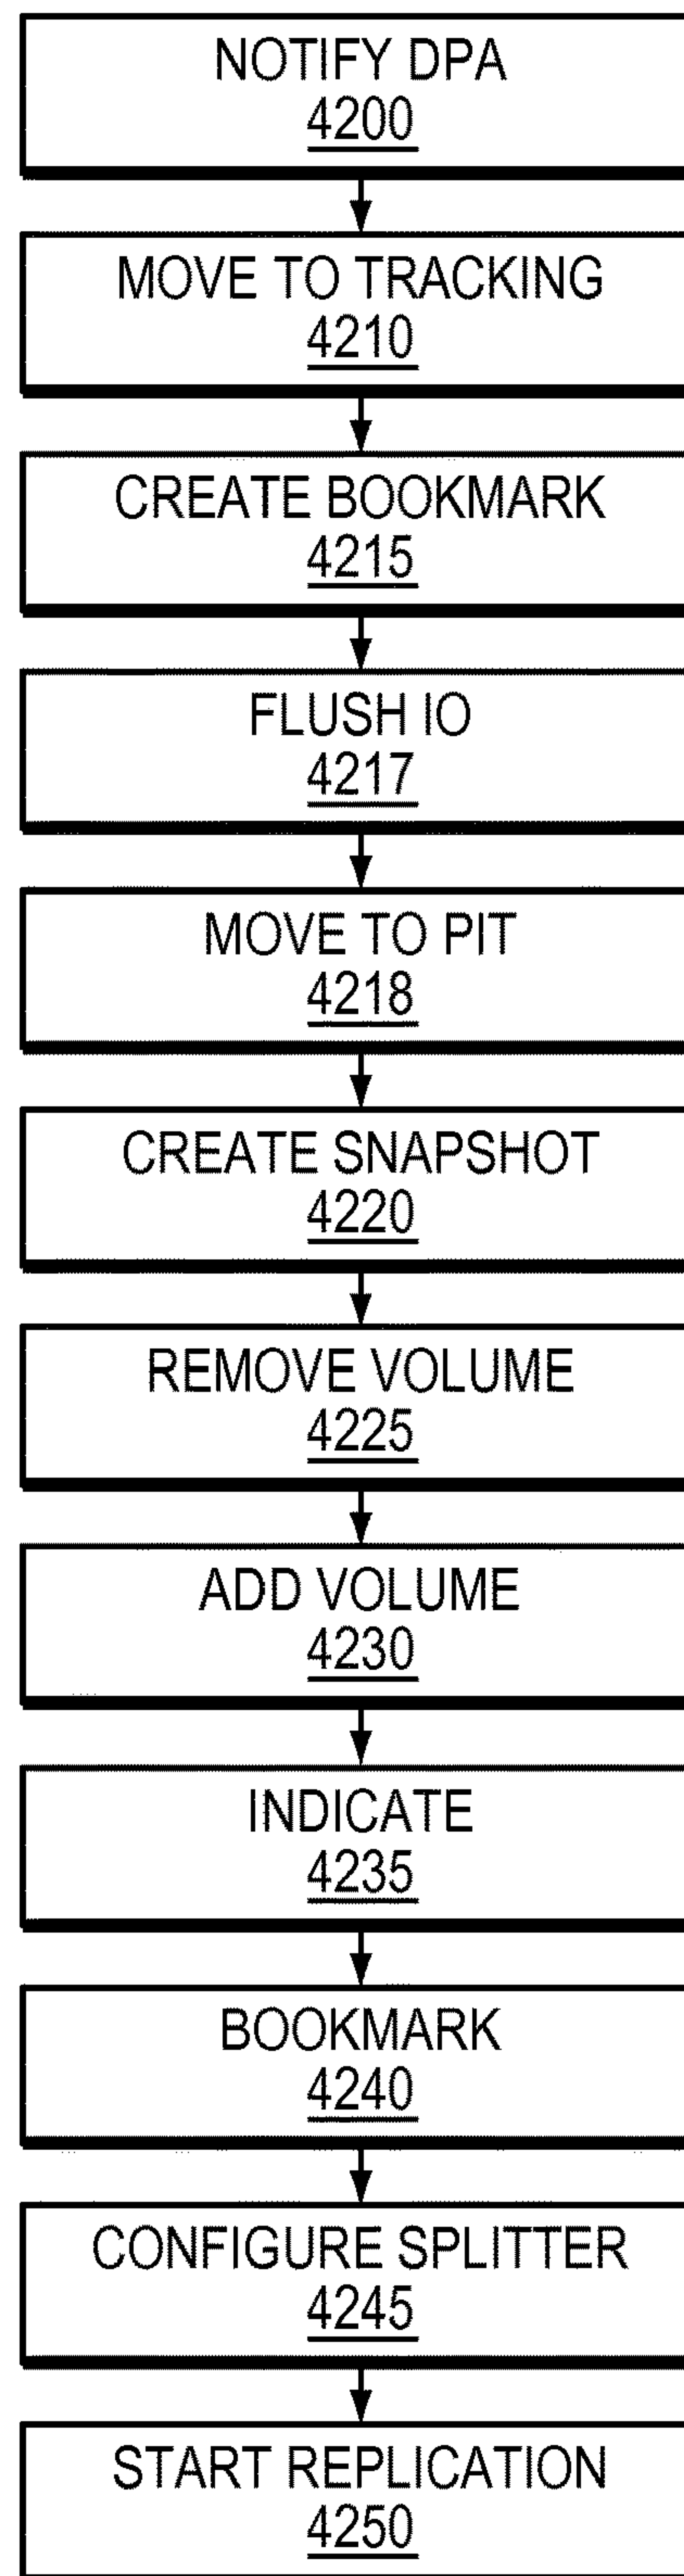 NOTIFY DPA
4200
MOVE TO TRACKING
4210
CREATE BOOKMARK
4215
FLUSH IO
4217
MOVE TO PIT
4218
CREATE SNAPSHOT
4220
REMOVE VOLUME
4225
ADD VOLUME
4230
INDICATE
4235
BOOKMARK
4240
CONFIGURE SPLITTER
4245
START REPLICATION
4250